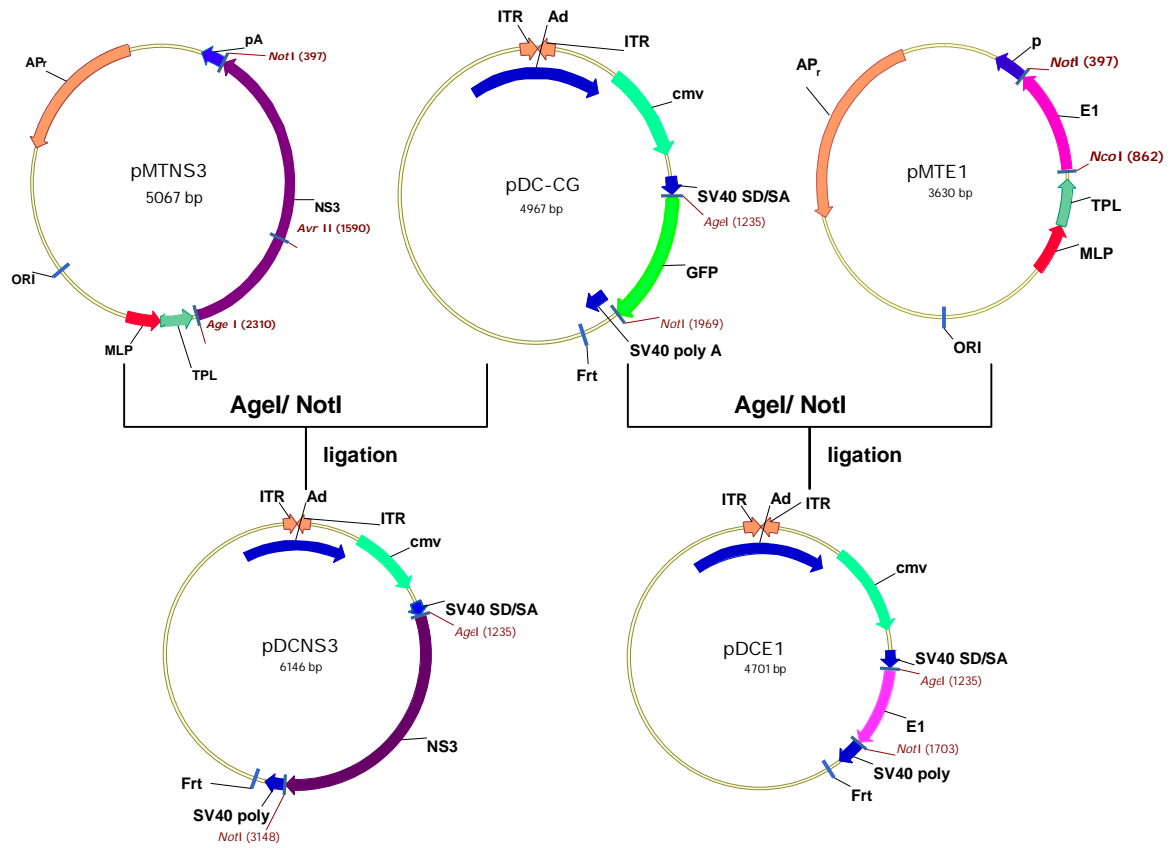 pA
NotI (397)
APr
pMTNS3
5067 bp
NS3
Avr II (1590)
ORI
Age I (2310)
MLP
TPL
ITR
Ad
ITR
cmv
pDC-CG
4967 bp
SV40 SD/SA
AgeI (1235)
GFP
NotI (1969)
SV40 poly A
Frt
p
NotI (397)
APr
E1
pMTE1
3630 bp
NcoI (862)
TPL
MLP
ORI
AgeI/ NotI
ligation
AgeI/ NotI
ligation
ITR
Ad
ITR
cmv
SV40 SD/SA
AgeI (1235)
pDCNS3
6146 bp
NS3
Frt
SV40 poly
NotI (3148)
ITR
Ad
ITR
cmv
pDCE1
4701 bp
SV40 SD/SA
AgeI (1235)
E1
NotI (1703)
SV40 poly
Frt